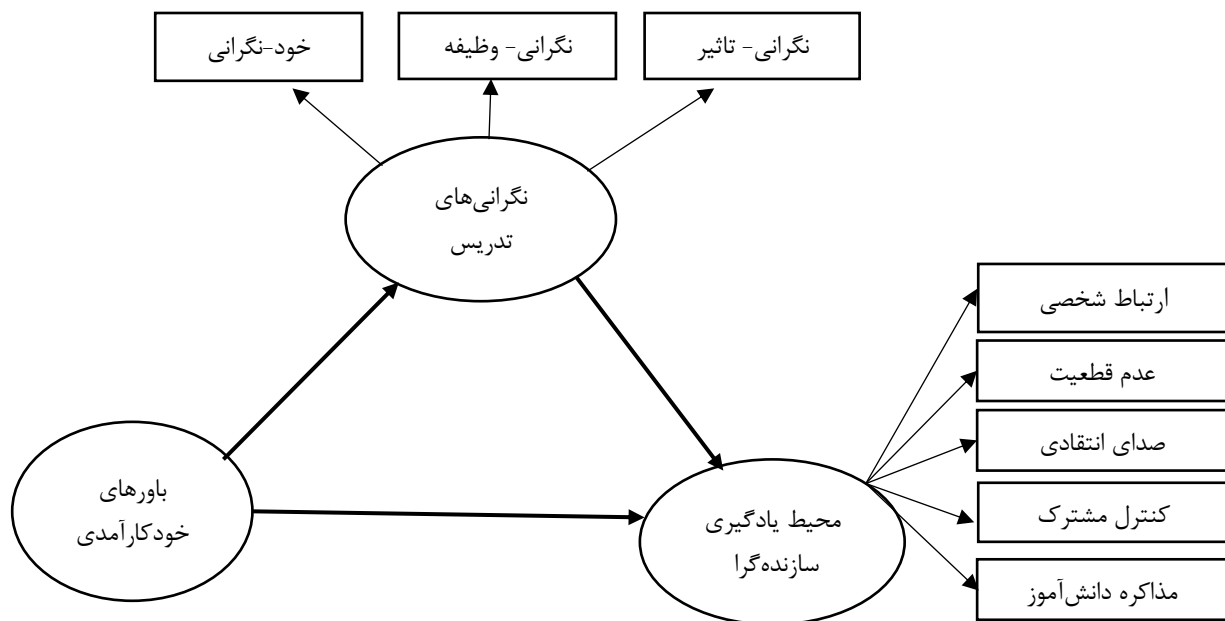 نگرانی- تاثیر
نگرانی- وظیفه
خود-نگرانی
نگرانی‌های
تدریس
ارتباط شخصی
عدم قطعیت
صدای انتقادی
کنترل مشترک
مذاکره دانش‌آموز
محیط یادگیری
سازنده‌گرا
باورهای
خودکارآمدی